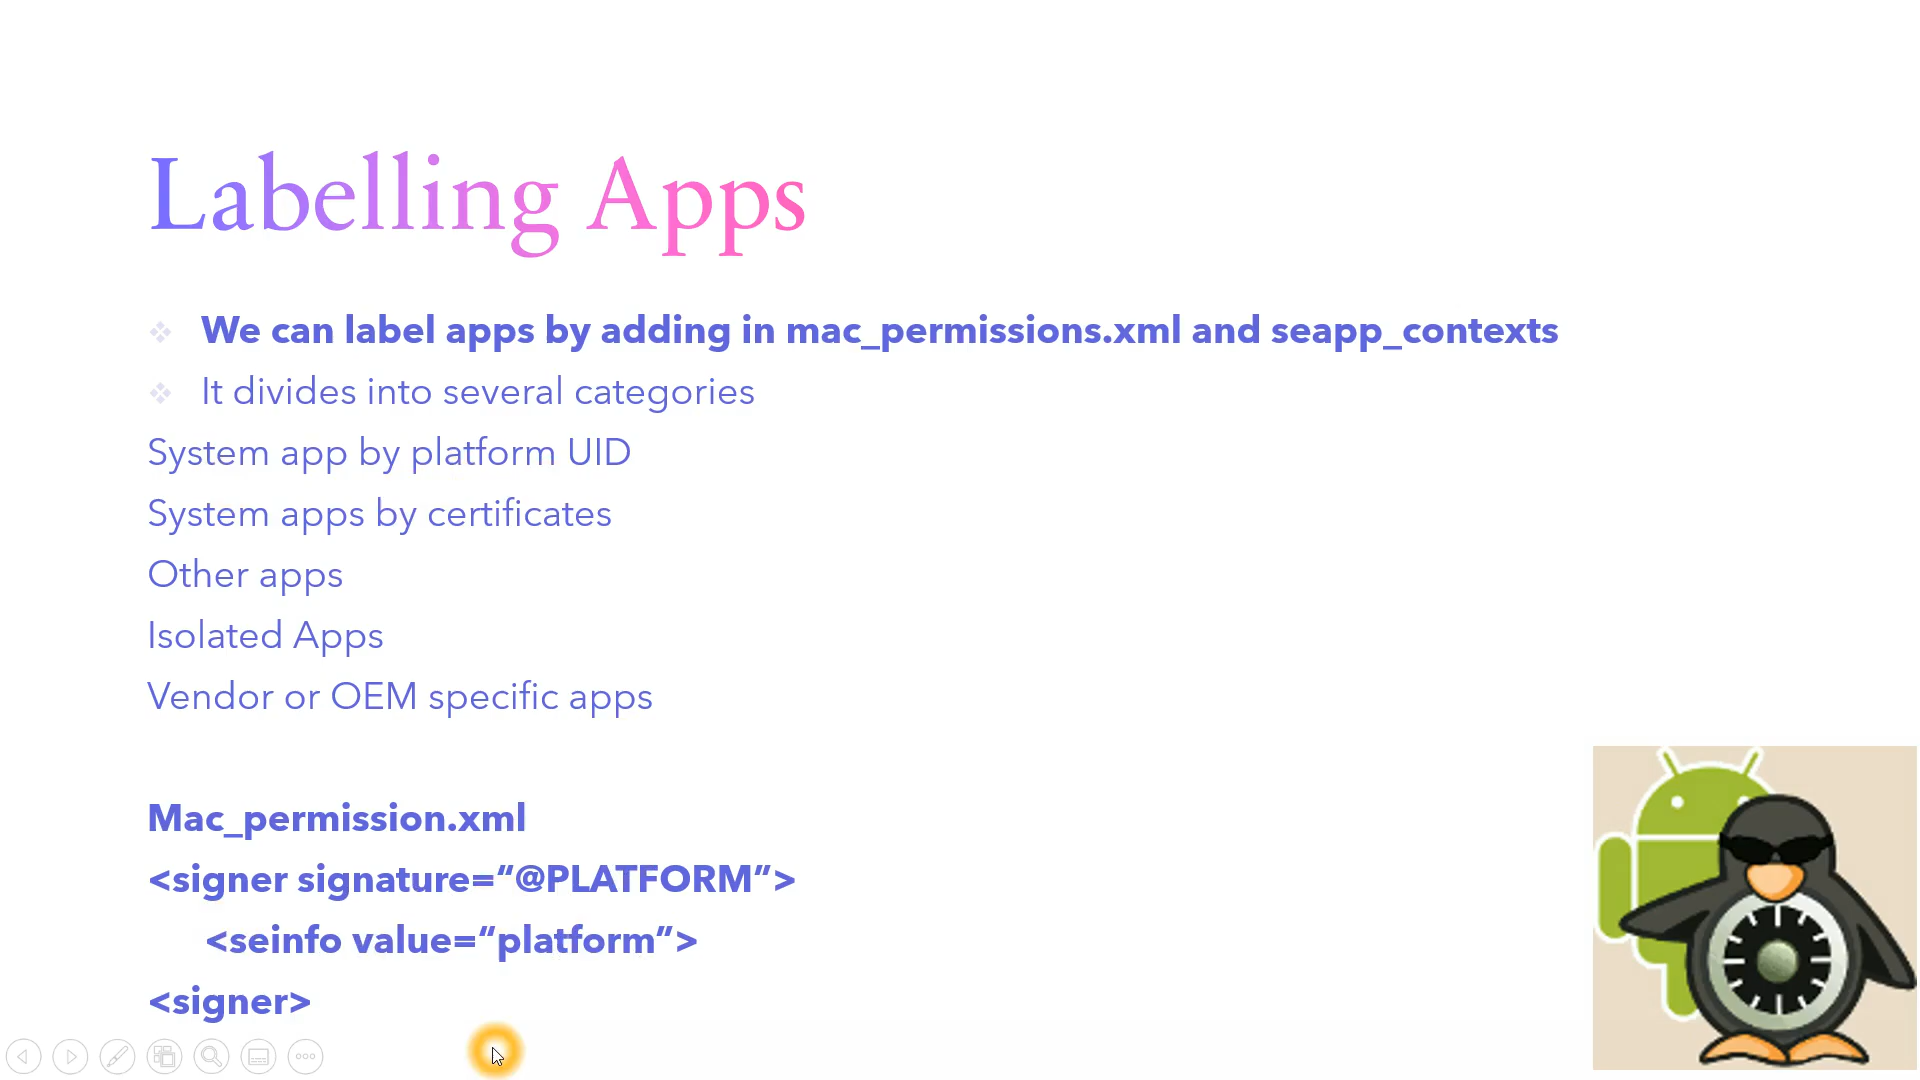 Labelling Apps
We can label apps by adding in mac_permissions.xml and seapp_contexts
It divides into several categories
System app by platform UID
System apps by certificates
Other apps
Isolated Apps
Vendor or OEM specific apps
Mac_permission.xml
<signer signature=“@PLATFORM”>
<seinfo value=“platform”>
<signer>